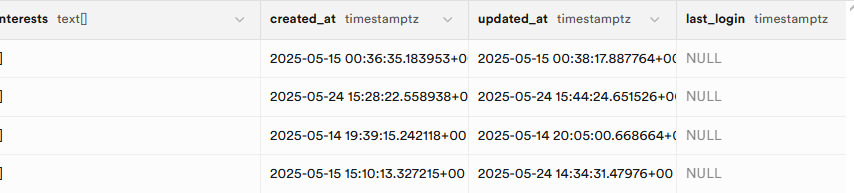 nterests text[] created_at timestamptz updated_at timestamptz last_login timestamptz
] 2025-05-15 00:36:35.183953+0 2025-05-15 00:38:17.887764+0 NULL
] 2025-05-24 15:28:22.558938+0 2025-05-24 15:44:24.651526+0 NULL
] 2025-05-14 19:39:15.242118+00 2025-05-14 20:05:00.668664+ NULL
] 2025-05-15 15:10:13.327215+00 2025-05-24 14:34:31.47976+00 NULL